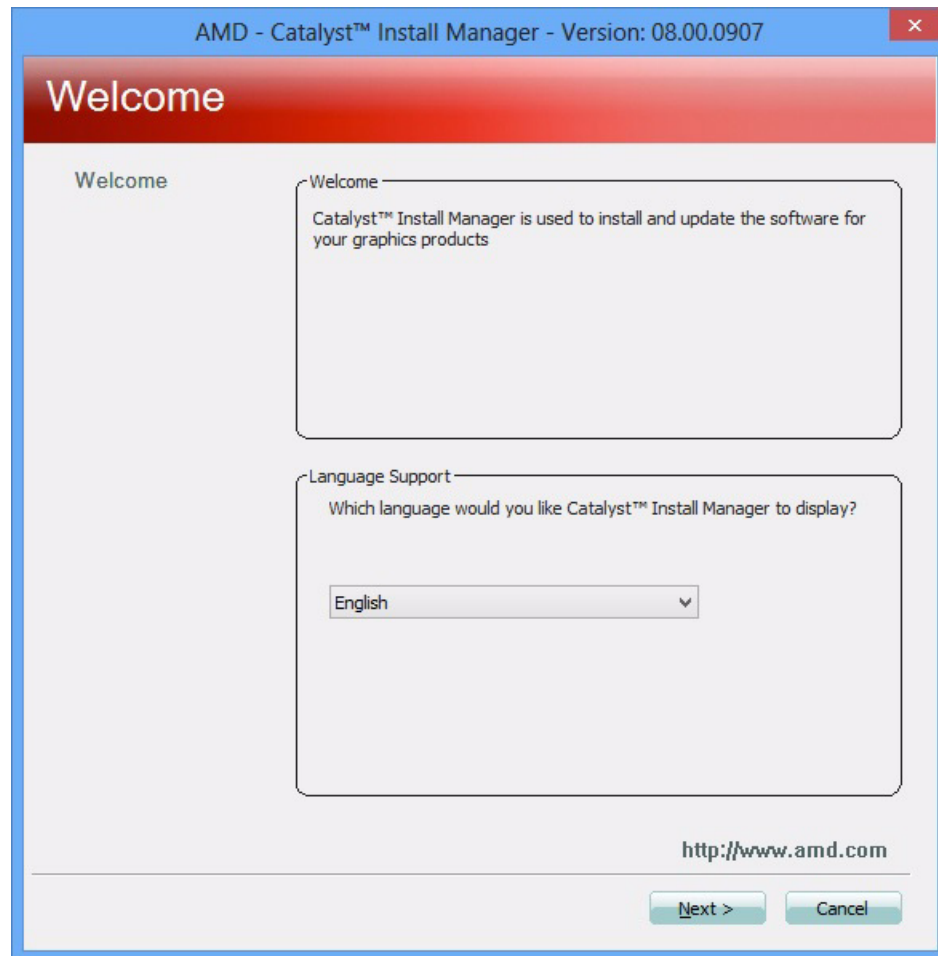 AMD - Catalyst™ Install Manager - Version: 08.00.0907
Welcome
Welcome
Welcome
Catalyst™ Install Manager is used to install and update the software for
your graphics products
Language Support
Which language would you like Catalyst™ Install Manager to display?
English
http://www.amd.com
Next >
Cancel